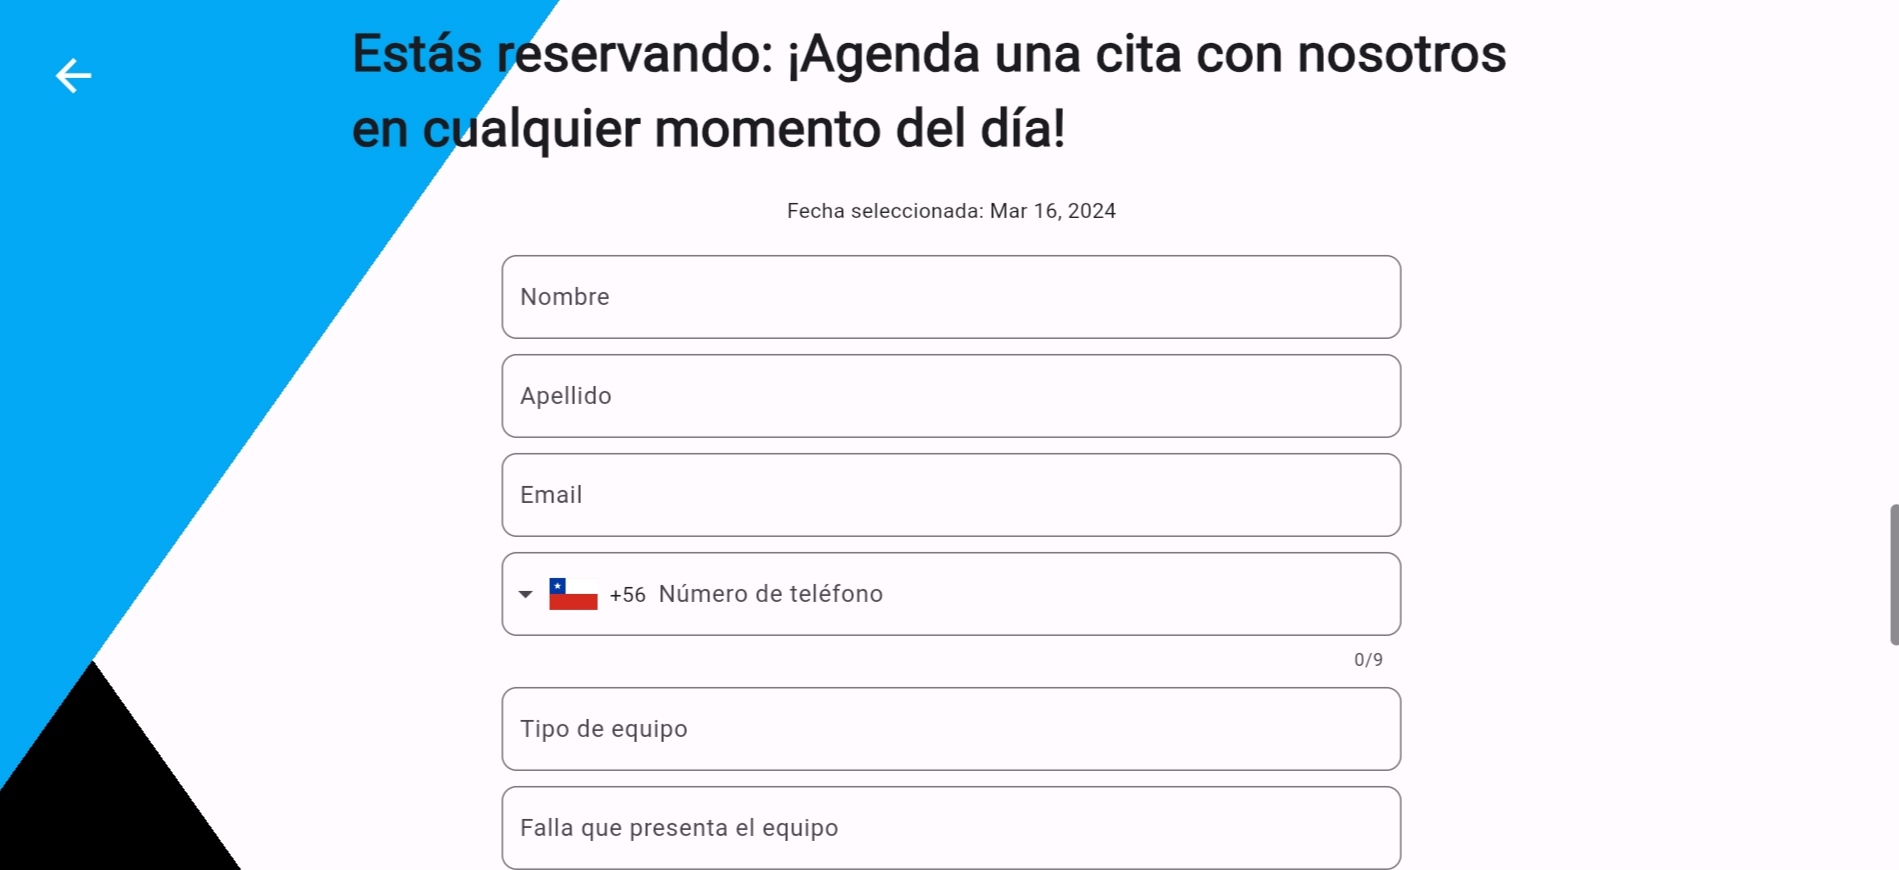 Estás reservando: ¡Agenda una cita con nosotros
en cualquier momento del día!
Fecha seleccionada: Mar 16, 2024
Nombre
Apellido
Email
+56 Número de teléfono
0/9
Tipo de equipo
Falla que presenta el equipo